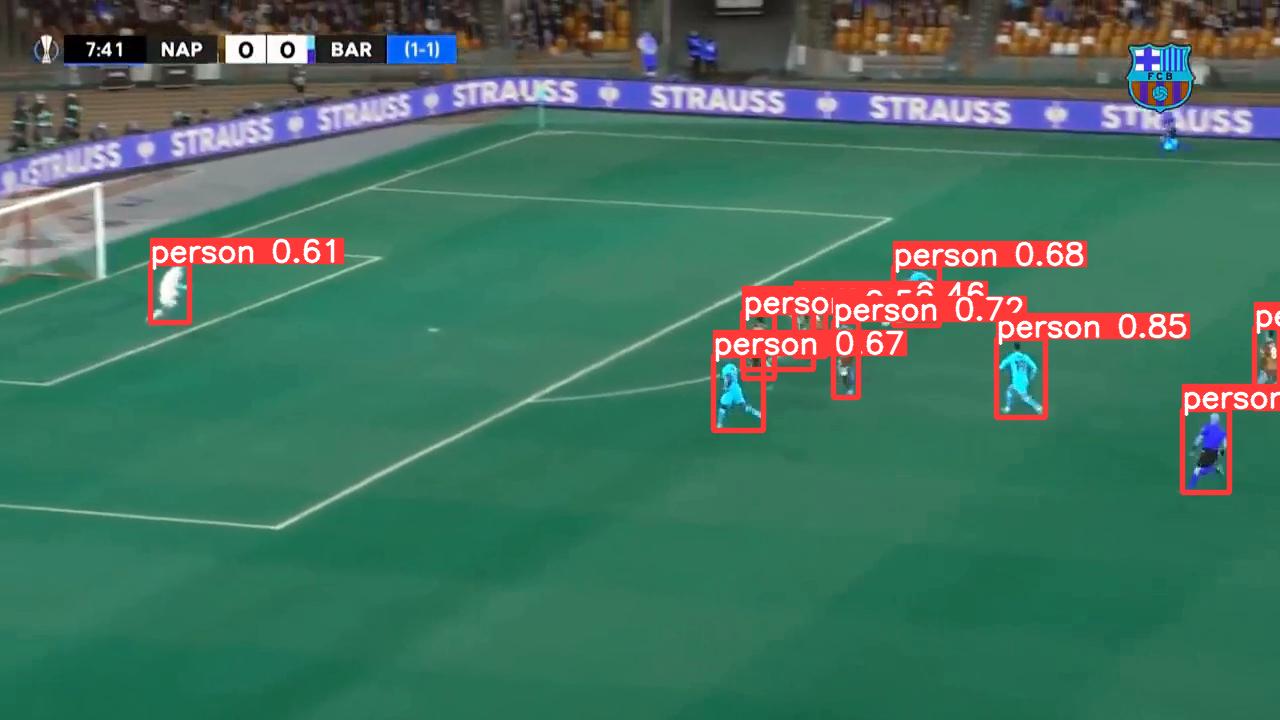 7:41 NAP 0 0 BAR (1-1)
FCB
STRAUSS STRAUSS STRAUSS STRAUSS
STRAUSS STRAUSS STRAUSS
person 0.61
person 0.68
person 0.72
person 0.85
person 0.67